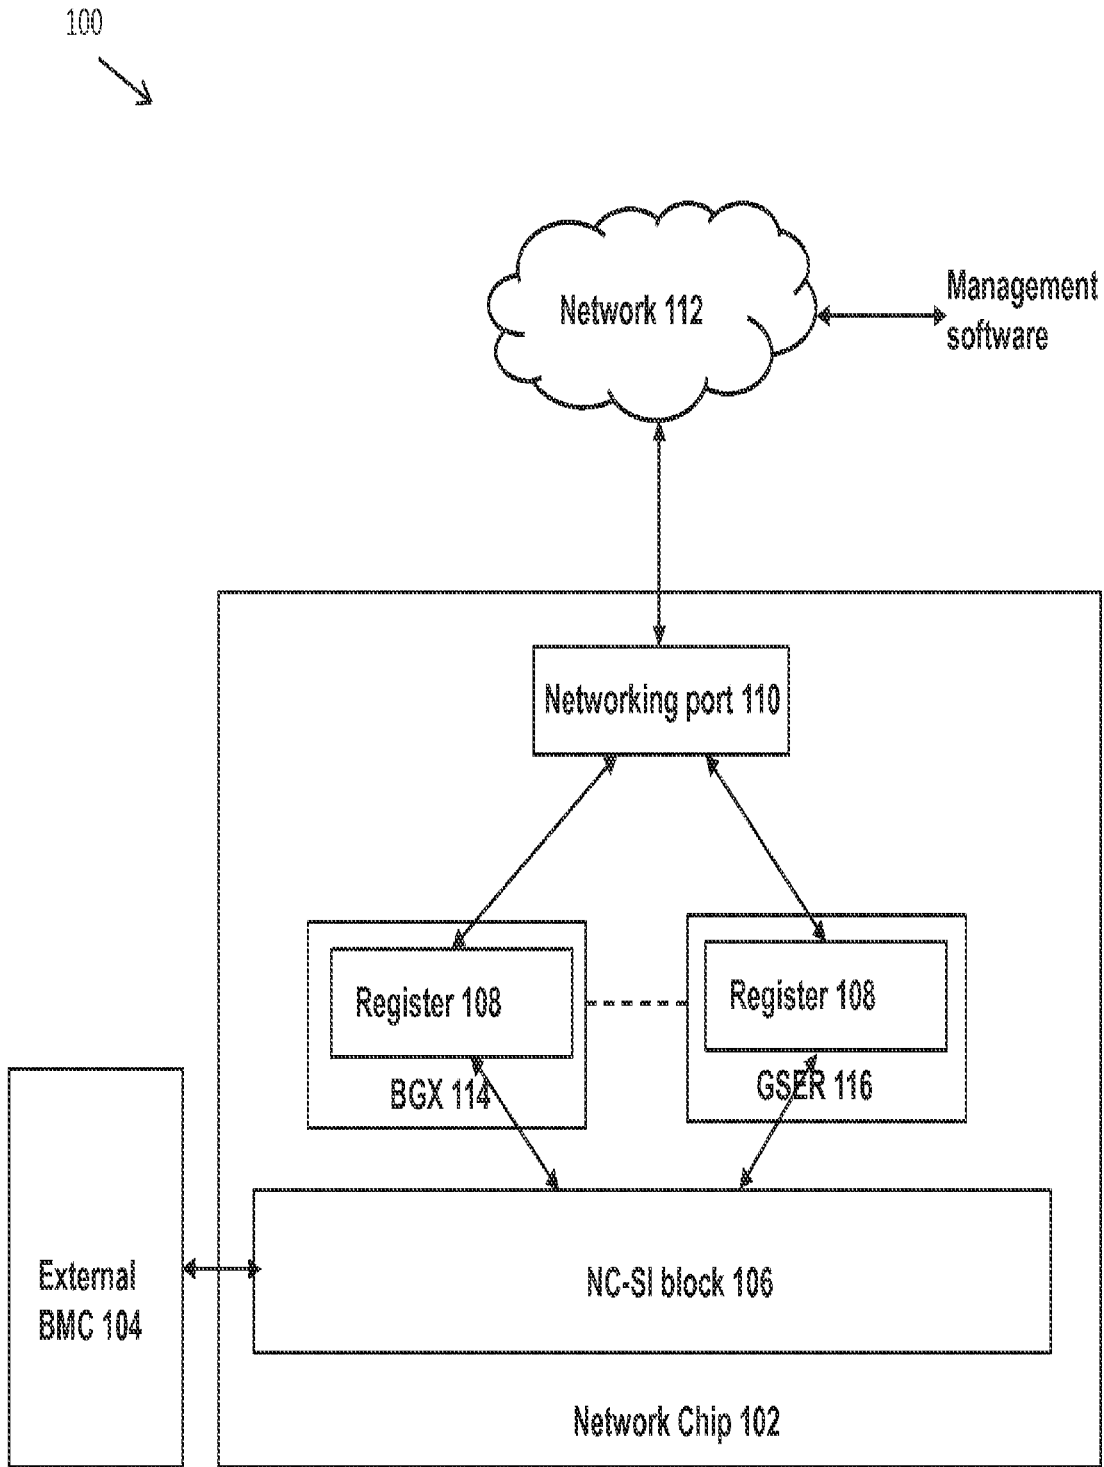 100
Network 112
Management
software
Networking port 110
Register 108
Register 108
BGX 114
GSER 116
External
BMC 104
NC-SI block 106
Network Chip 102